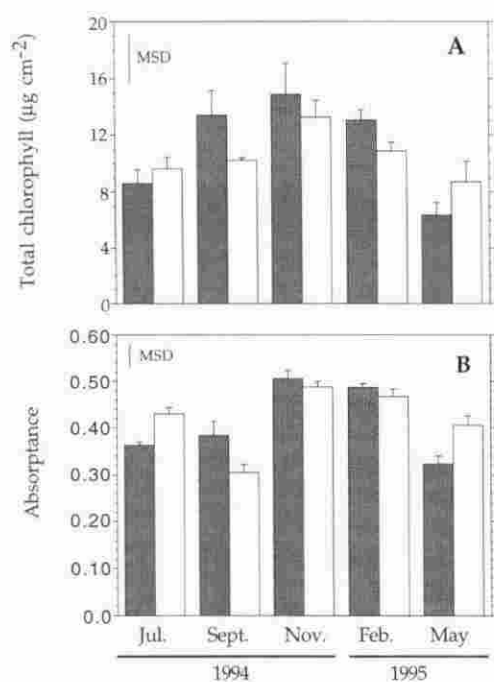 20
16
12
8
4
0
Total chlorophyll (μg cm-2)
MSD
A
0.60
0.50
0.40
0.30
0.20
0.10
0.0
Absorptance
MSD
B
Jul. Sept. Nov. Feb. May
1994 1995